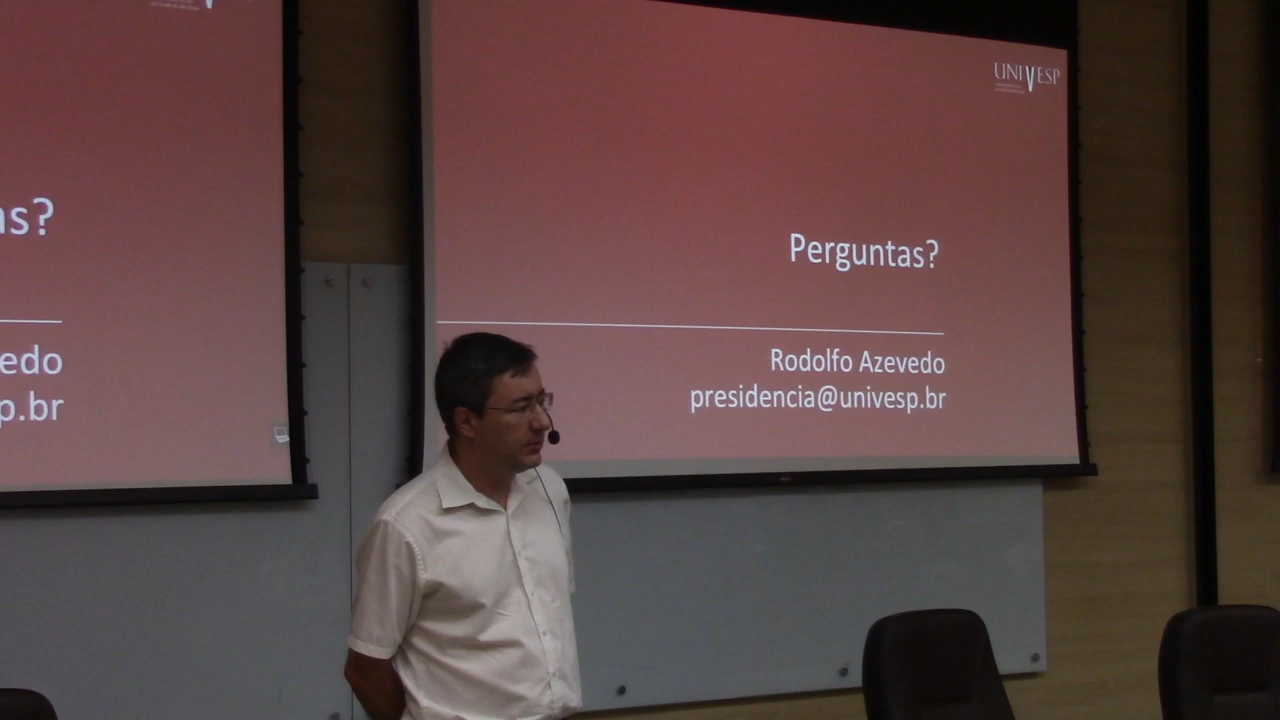 as?
edo
p.br
UNIVESP
Perguntas?
Rodolfo Azevedo
presidencia@univesp.br